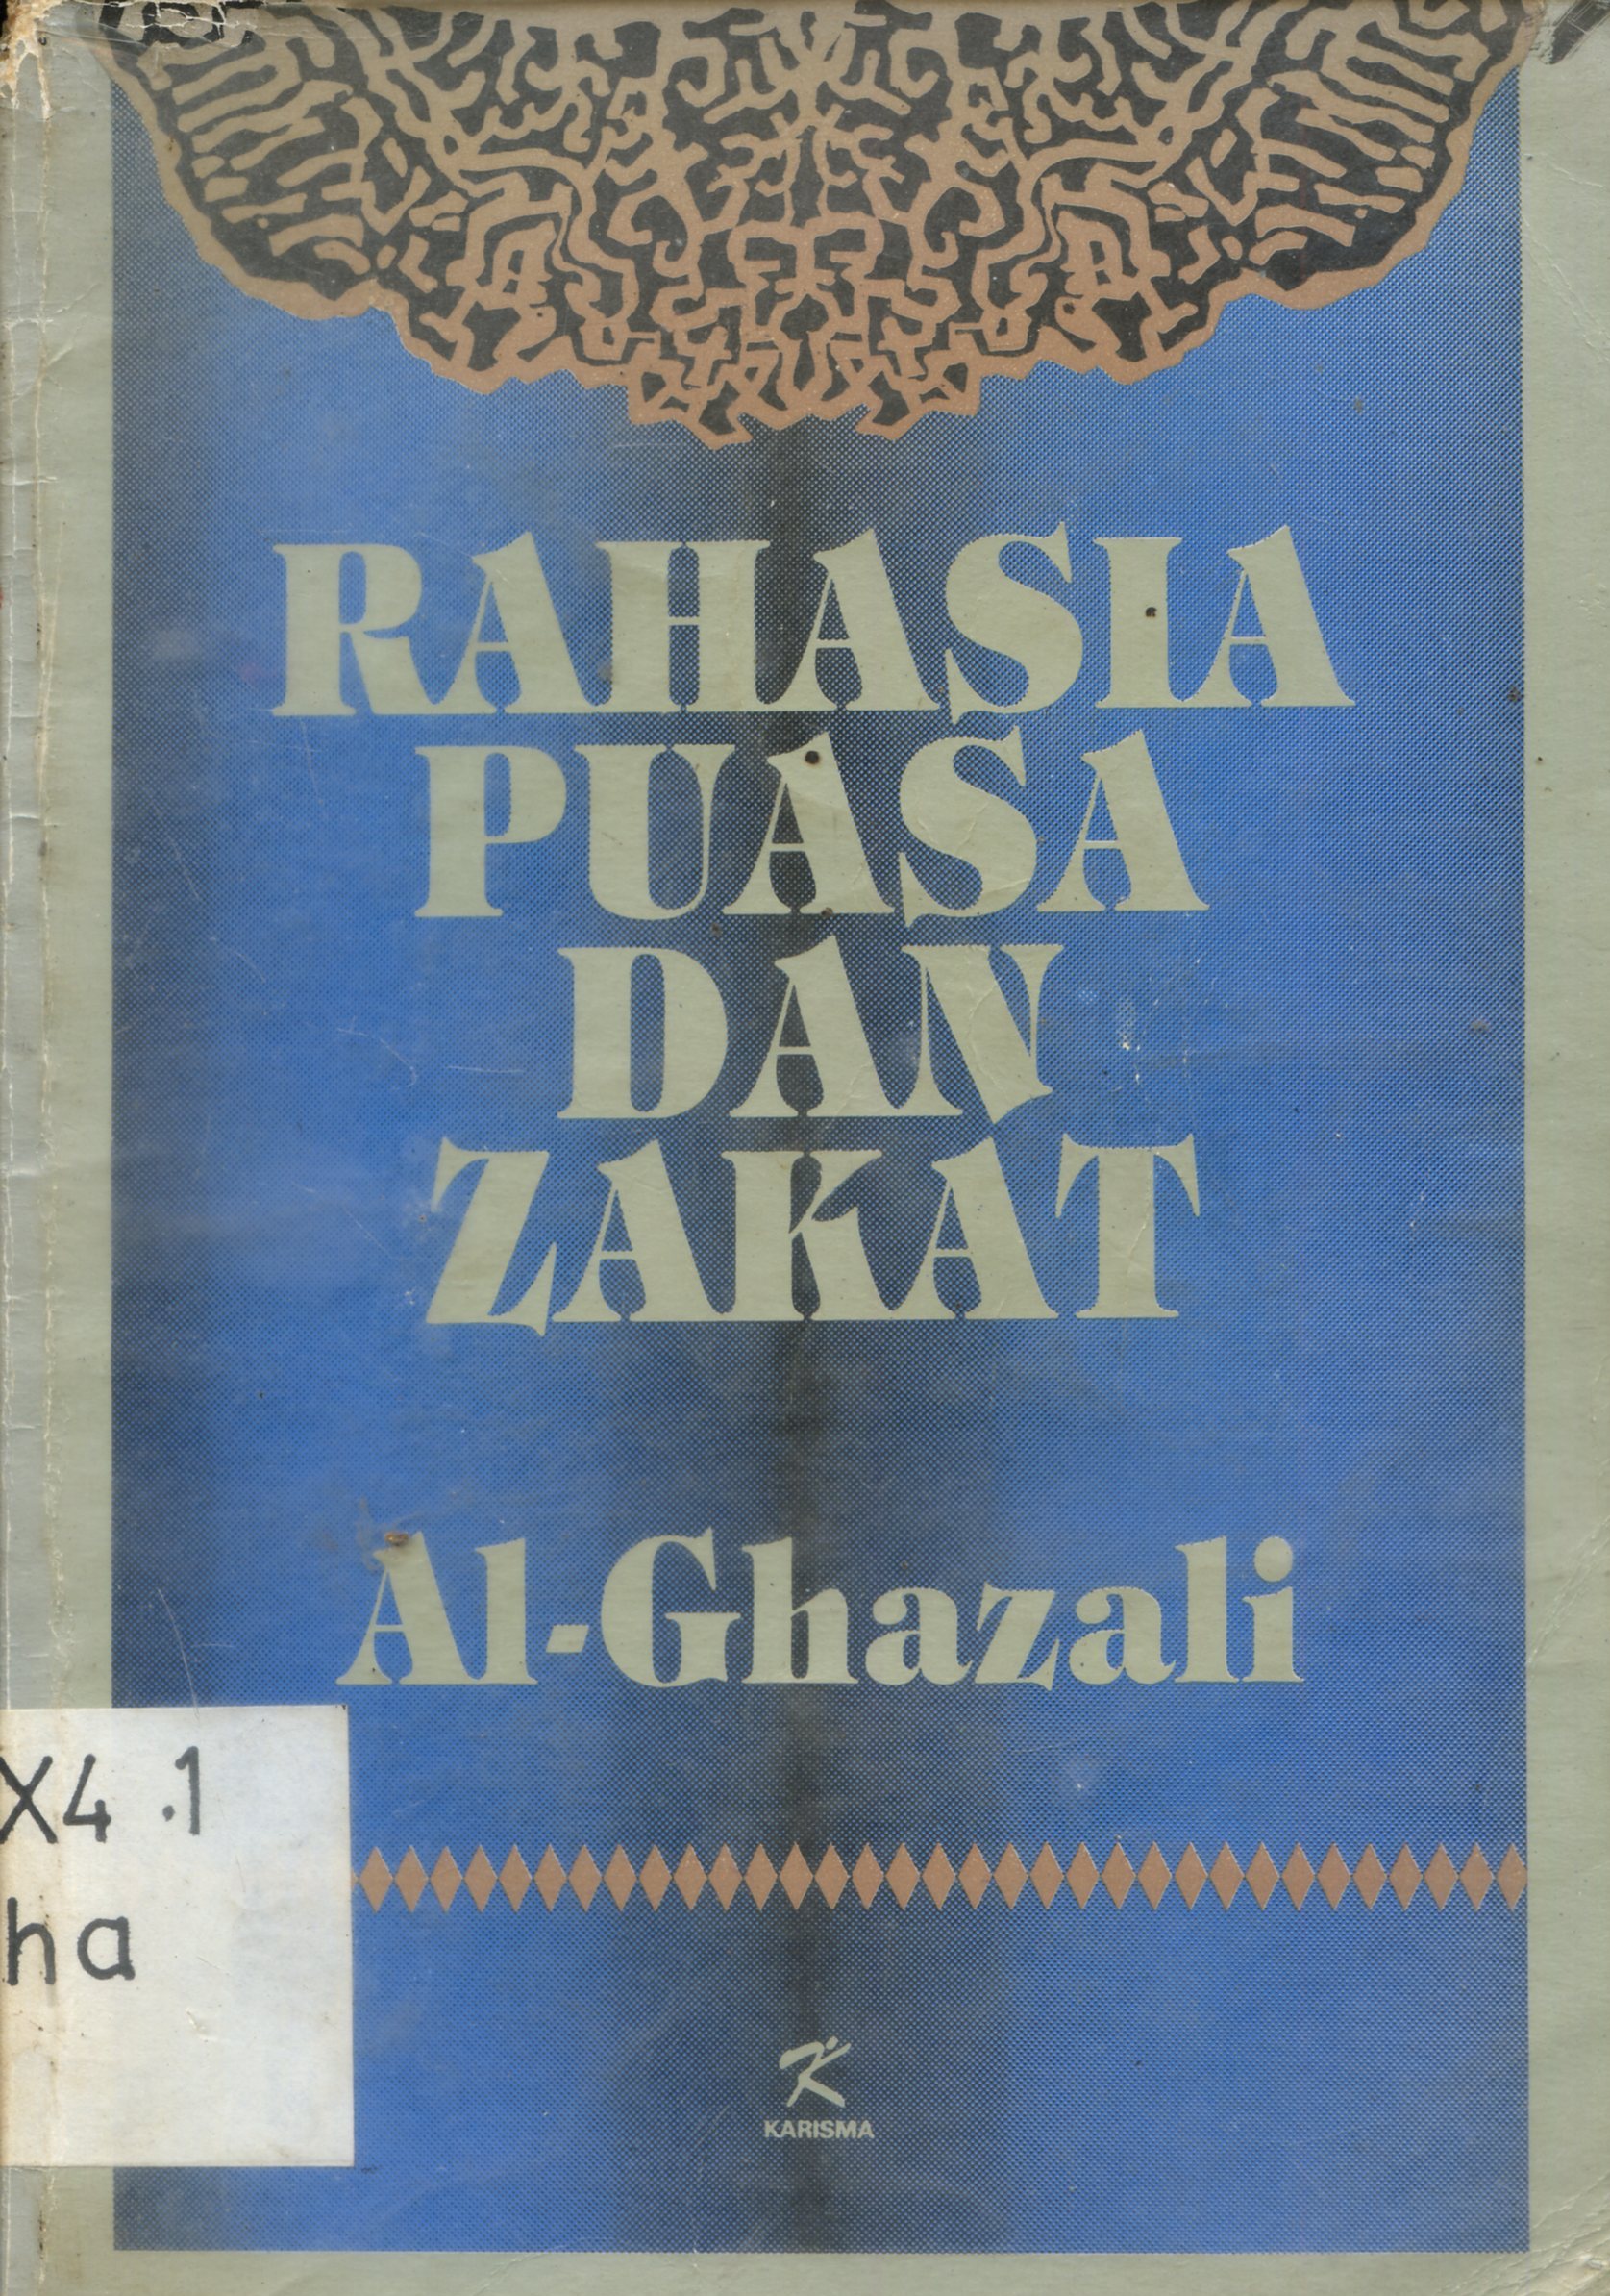 RAHASIA
PUASA
DAN
ZAKAT
Al-Ghazali
X4.1
ha
KARISMA